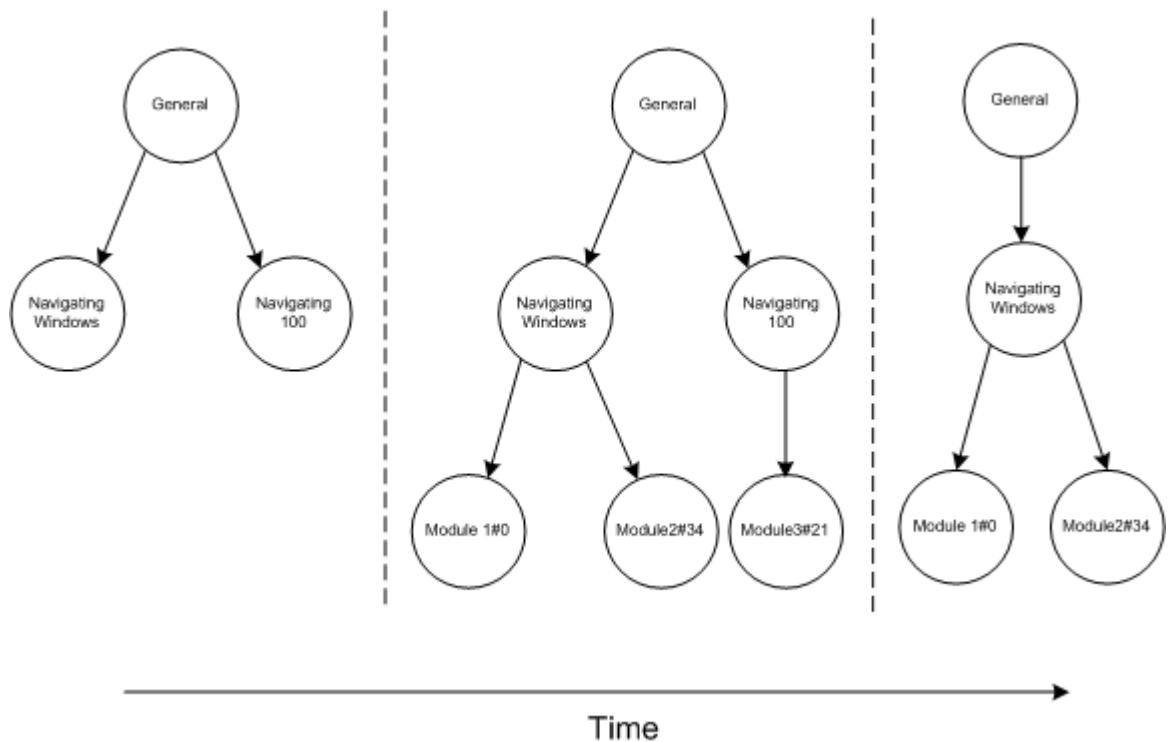 General
Navigating
Windows
Navigating
100
General
Navigating
Windows
Navigating
100
Module 1#0
Module2#34
Module3#21
General
Navigating
Windows
Module 1#0
Module2#34
Time